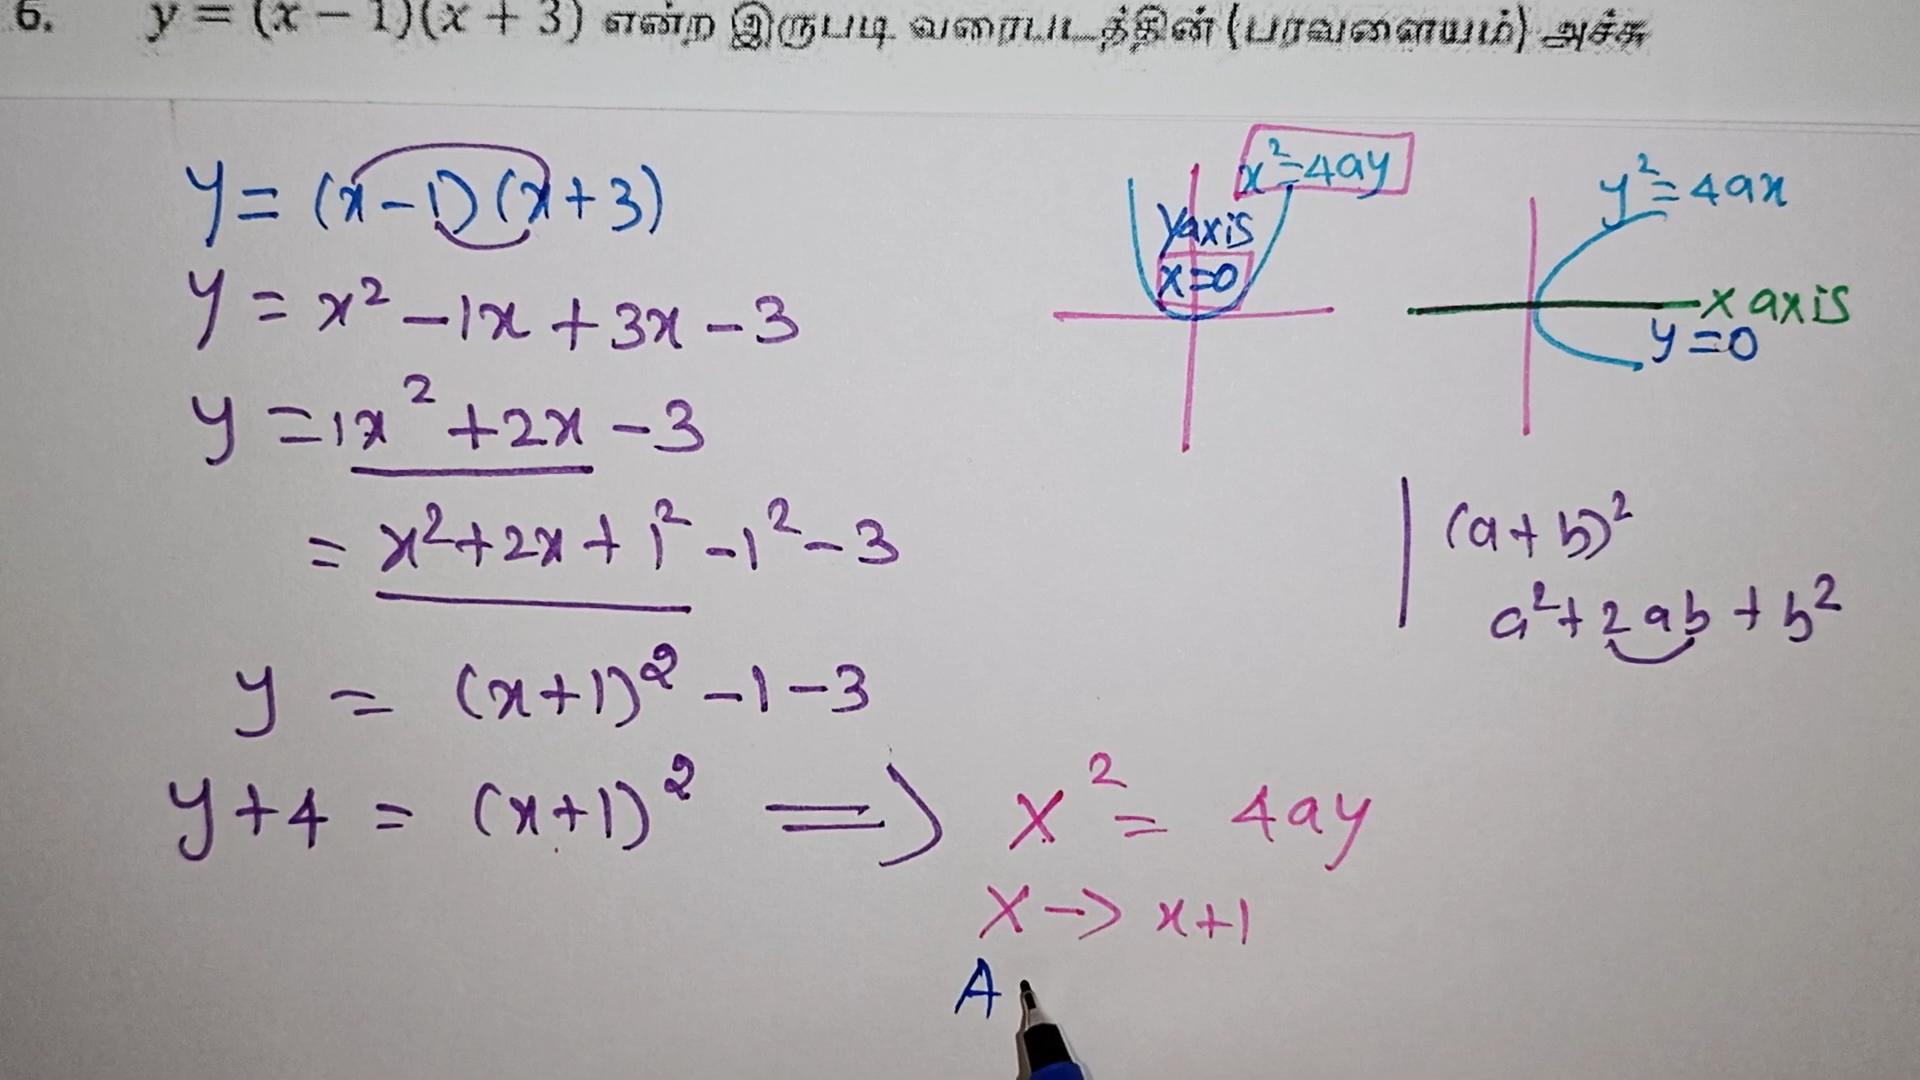 6. y = (x − 1)(x + 3) என்ற இருபடி வரைபடத்தின் (பரவளையம்) அச்சு
y = (x-1)(x+3)
y = x² -1x +3x -3
y = 1x² +2x -3
= x²+2x+1²-1²-3
y = (x+1)² -1-3
y+4 = (x+1)² ⟹ x² = 4ay
x → x+1
A
x²=4ay
yaxis
x=0
y²=4ax
x axis
y=0
(a+b)²
a²+2ab+b²